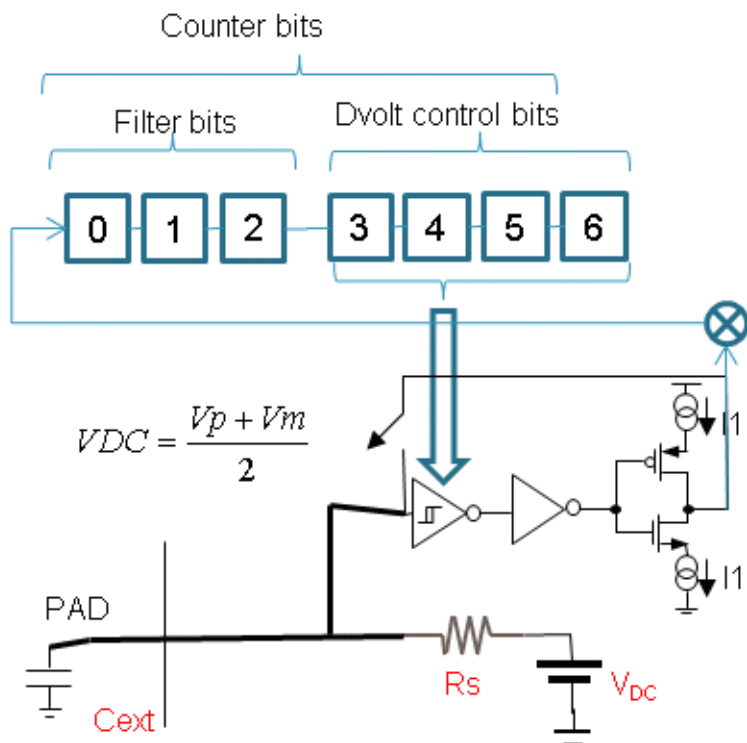 Counter bits
Filter bits
Dvolt control bits
0 1 2 3 4 5 6
I1
VDC = Vp + Vm / 2
I1
PAD
Rs
VDC
Cext